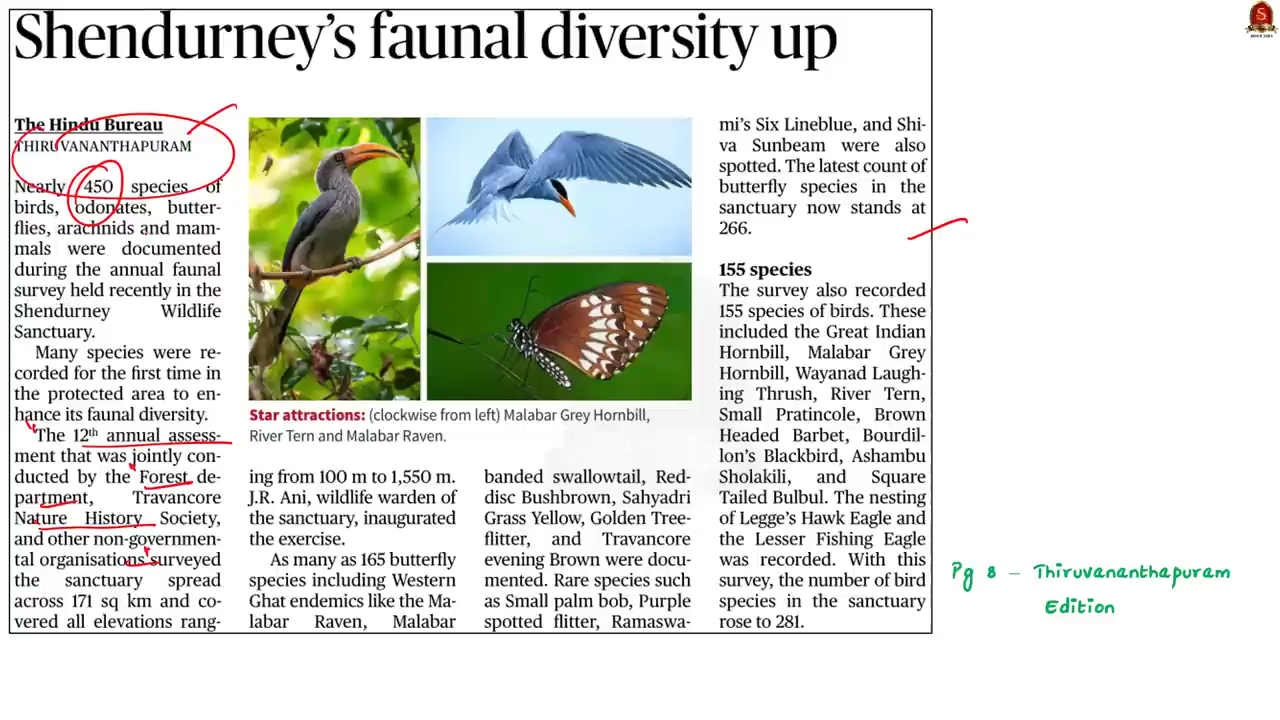 Shendurney's faunal diversity up
The Hindu Bureau
THIRUVANANTHAPURAM
Nearly 450 species of
birds, odonates, butter-
flies, arachnids and mam-
mals were documented
during the annual faunal
survey held recently in the
Shendurney Wildlife
Sanctuary.
Many species were re-
corded for the first time in
the protected area to en-
hance its faunal diversity.
The 12th annual assess-
ment that was jointly con-
ducted by the Forest de-
partment, Travancore
Nature History Society,
and other non-governmen-
tal organisations surveyed
the sanctuary spread
across 171 sq km and co-
vered all elevations rang-
Star attractions: (clockwise from left) Malabar Grey Hornbill,
River Tern and Malabar Raven.
ing from 100 m to 1,550 m.
J.R. Ani, wildlife warden of
the sanctuary, inaugurated
the exercise.
As many as 165 butterfly
species including Western
Ghat endemics like the Ma-
labar Raven, Malabar
banded swallowtail, Red-
disc Bushbrown, Sahyadri
Grass Yellow, Golden Tree-
flitter, and Travancore
evening Brown were docu-
mented. Rare species such
as Small palm bob, Purple
spotted flitter, Ramaswa-
mi's Six Lineblue, and Shi-
va Sunbeam were also
spotted. The latest count of
butterfly species in the
sanctuary now stands at
266.
155 species
The survey also recorded
155 species of birds. These
included the Great Indian
Hornbill, Malabar Grey
Hornbill, Wayanad Laugh-
ing Thrush, River Tern,
Small Pratincole, Brown
Headed Barbet, Bourdil-
lon's Blackbird, Ashambu
Sholakili, and Square
Tailed Bulbul. The nesting
of Legge's Hawk Eagle and
the Lesser Fishing Eagle
was recorded. With this
survey, the number of bird
species in the sanctuary
rose to 281.
Pg 8 – Thiruvananthapuram
Edition
S
SINCE 2004